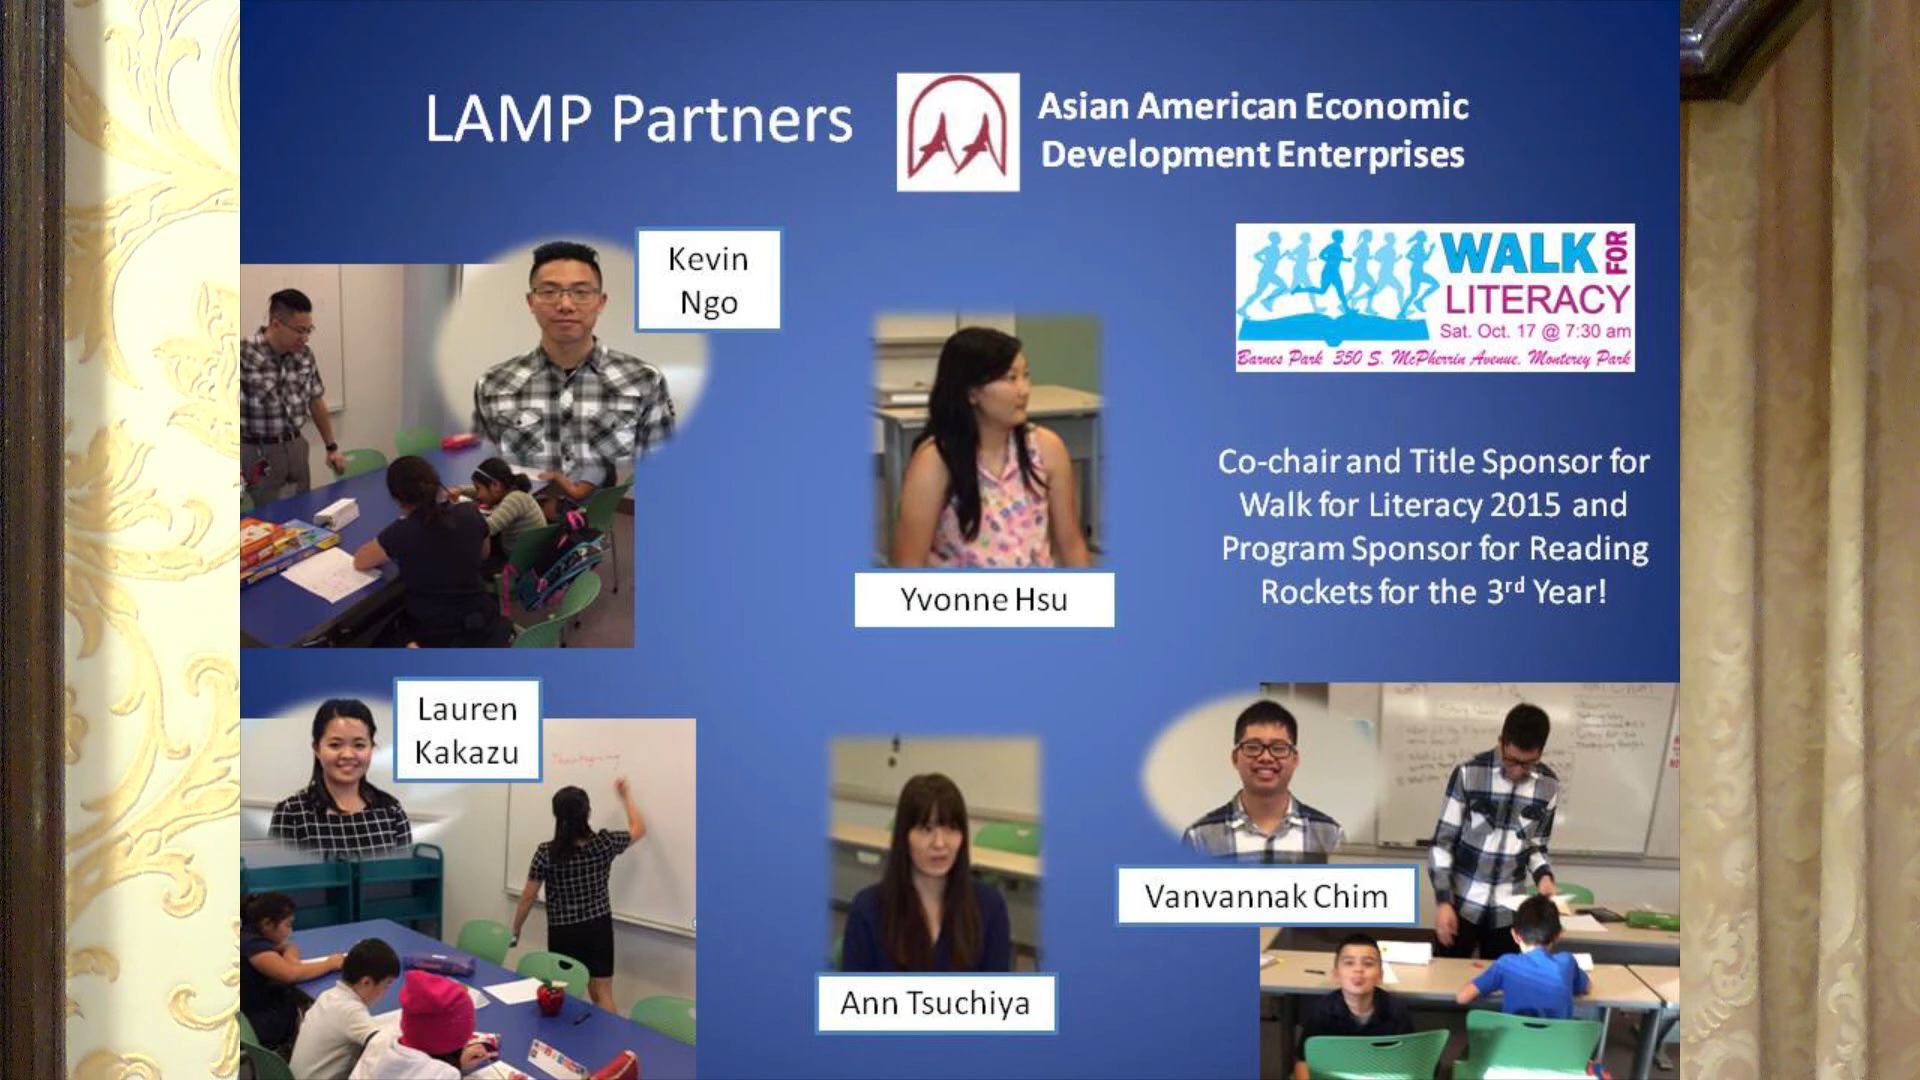 LAMP Partners
Asian American Economic
Development Enterprises
Kevin
Ngo
WALK FOR
LITERACY
Sat. Oct. 17 @ 7:30 am
Barnes Park 350 S. McPherrin Avenue. Monterey Park
Yvonne Hsu
Co-chair and Title Sponsor for
Walk for Literacy 2015 and
Program Sponsor for Reading
Rockets for the 3rd Year!
Lauren
Kakazu
Thanksgiving
Vanvannak Chim
Ann Tsuchiya